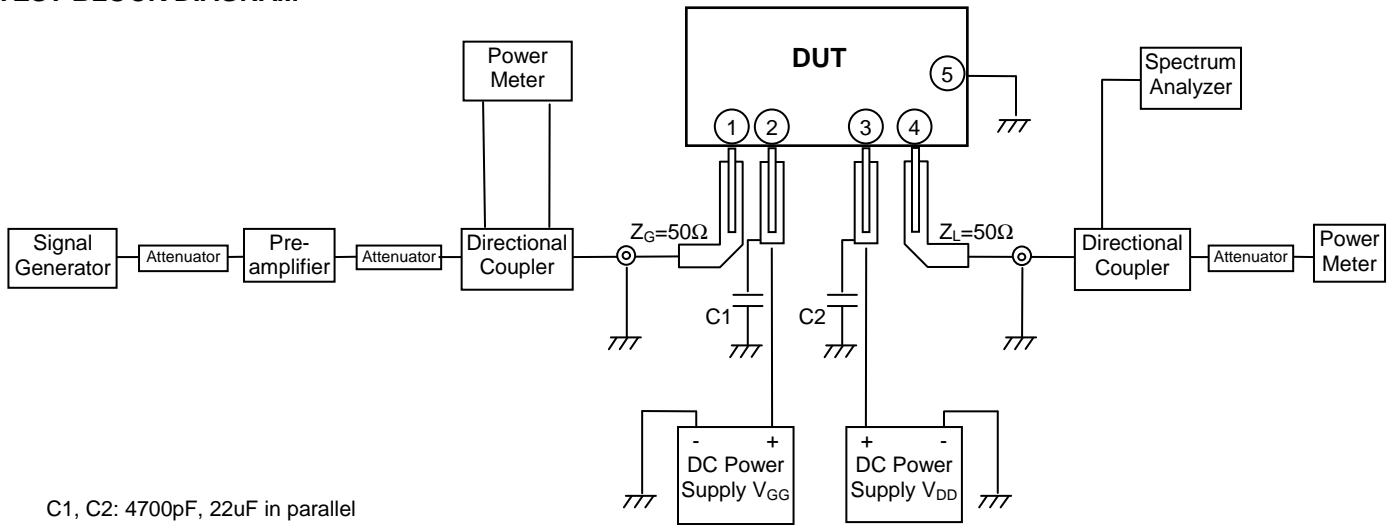 TEST BLOCK DIAGRAM
DUT
5
Power
Meter
Spectrum
Analyzer
1
2
3
4
Signal
Generator
Attenuator
Pre-
amplifier
Attenuator
Directional
Coupler
ZG=50Ω
ZL=50Ω
Directional
Coupler
Attenuator
Power
Meter
C1
C2
- +
DC Power
Supply VGG
+ -
DC Power
Supply VDD
C1, C2: 4700pF, 22uF in parallel